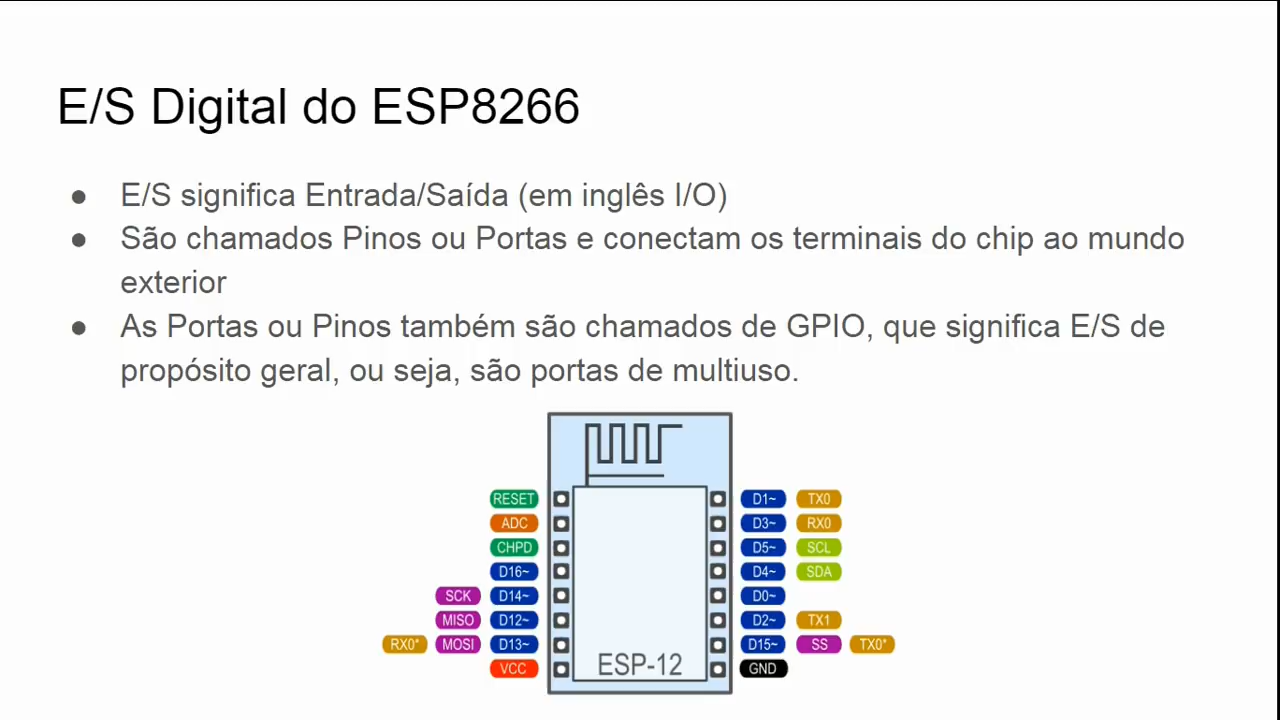 E/S Digital do ESP8266
● E/S significa Entrada/Saída (em inglês I/O)
● São chamados Pinos ou Portas e conectam os terminais do chip ao mundo
exterior
● As Portas ou Pinos também são chamados de GPIO, que significa E/S de
propósito geral, ou seja, são portas de multiuso.
RESET D1~ TX0
ADC D3~ RX0
CHPD D5~ SCL
D16~ D4~ SDA
SCK D14~ D0~
MISO D12~ D2~ TX1
RX0* MOSI D13~ D15~ SS TX0*
VCC ESP-12 GND